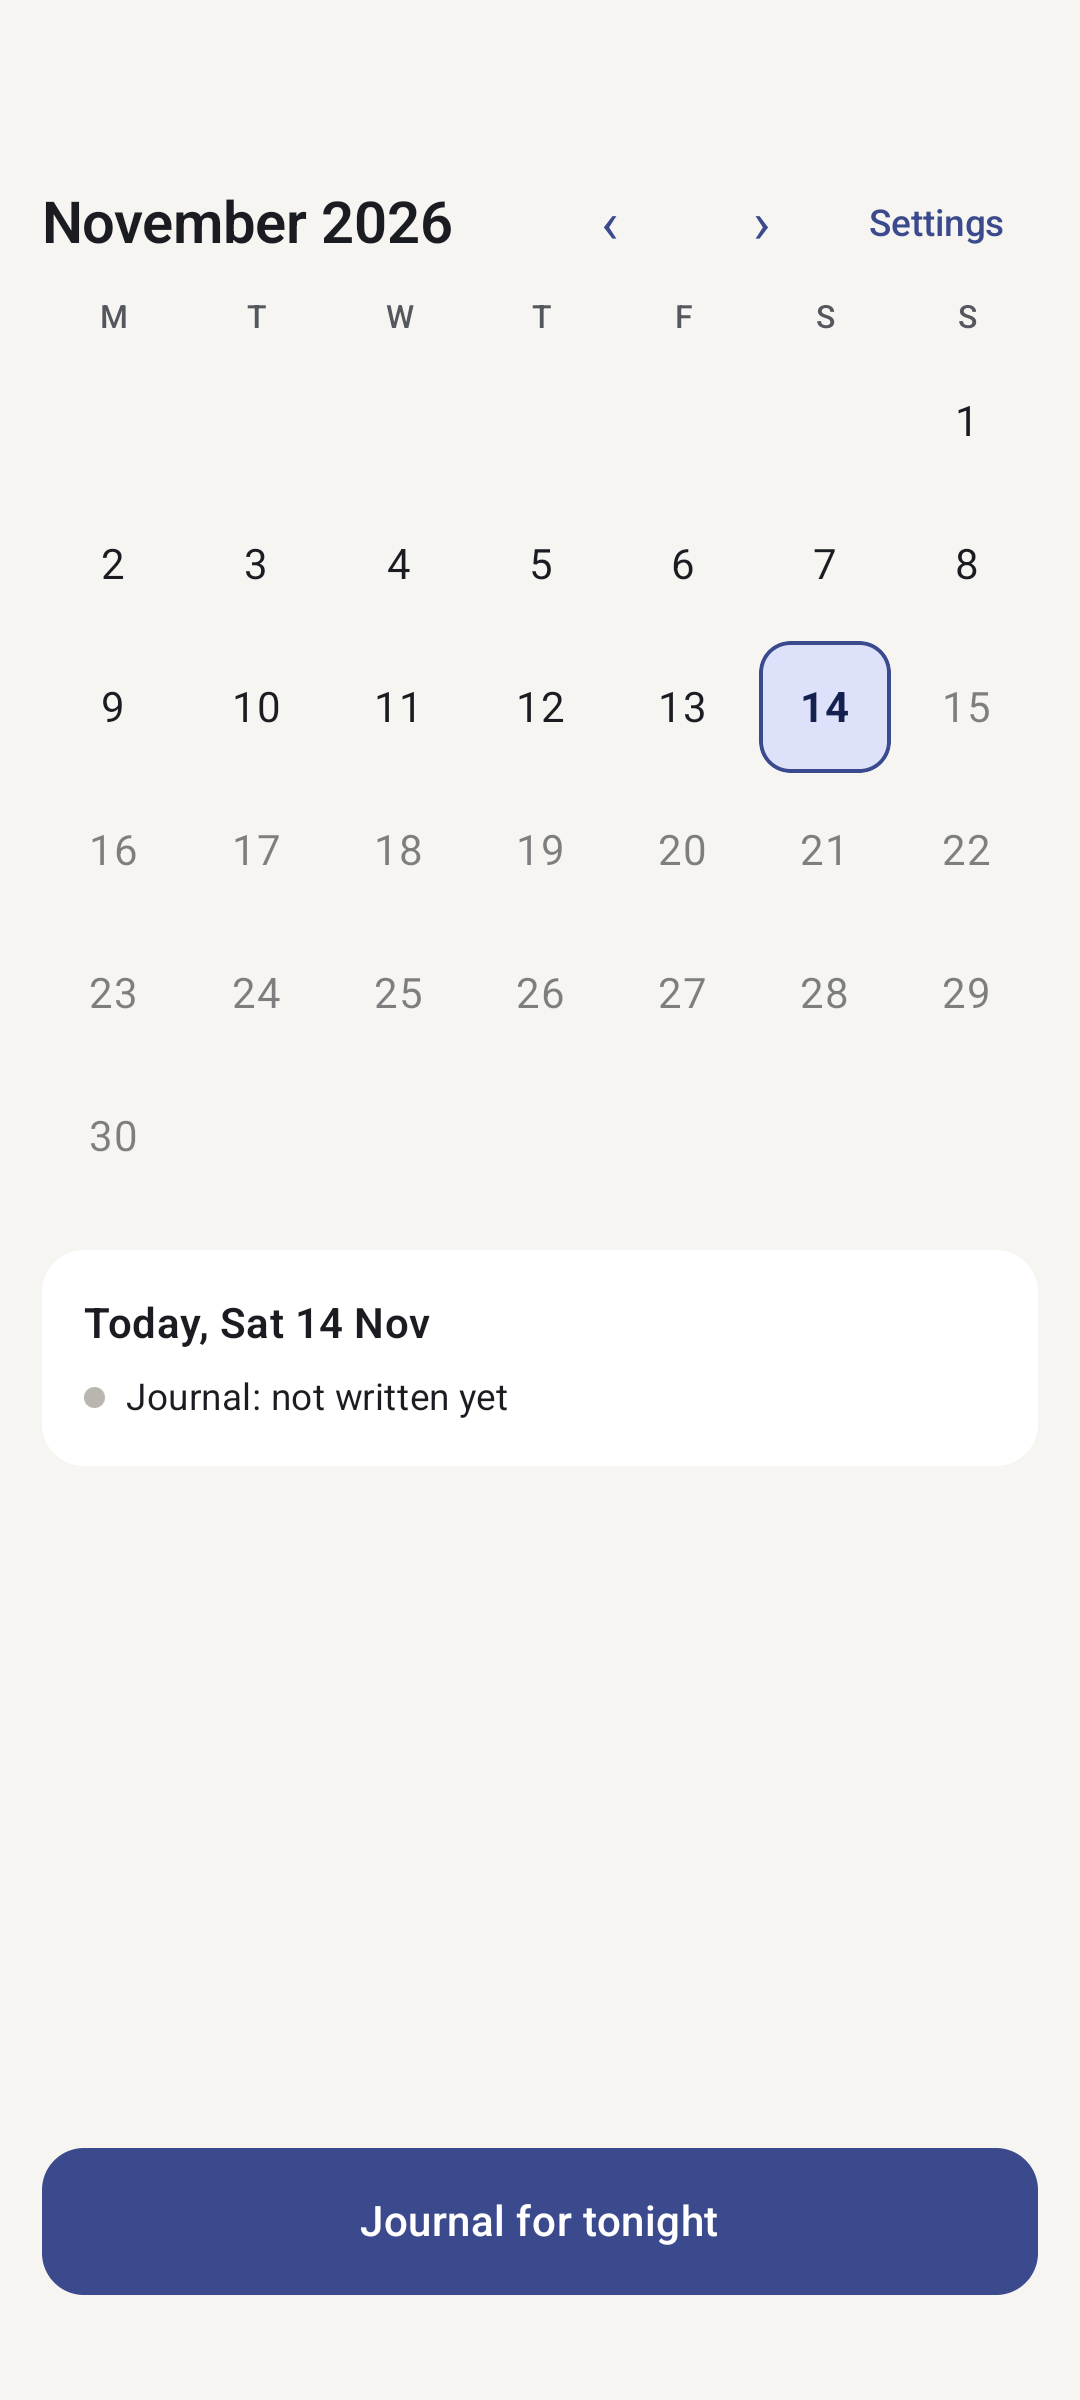 November 2026 ‹ › Settings
M T W T F S S
1
2 3 4 5 6 7 8
9 10 11 12 13 14 15
16 17 18 19 20 21 22
23 24 25 26 27 28 29
30
Today, Sat 14 Nov
Journal: not written yet
Journal for tonight